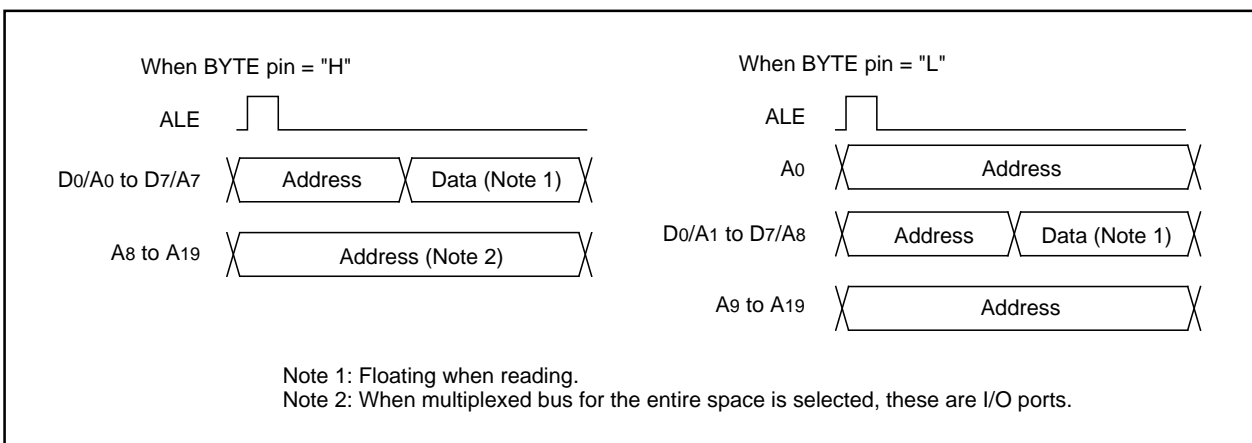 When BYTE pin = "H"
ALE
D0/A0 to D7/A7
Address
Data (Note 1)
A8 to A19
Address (Note 2)
When BYTE pin = "L"
ALE
A0
Address
D0/A1 to D7/A8
Address
Data (Note 1)
A9 to A19
Address
Note 1: Floating when reading.
Note 2: When multiplexed bus for the entire space is selected, these are I/O ports.